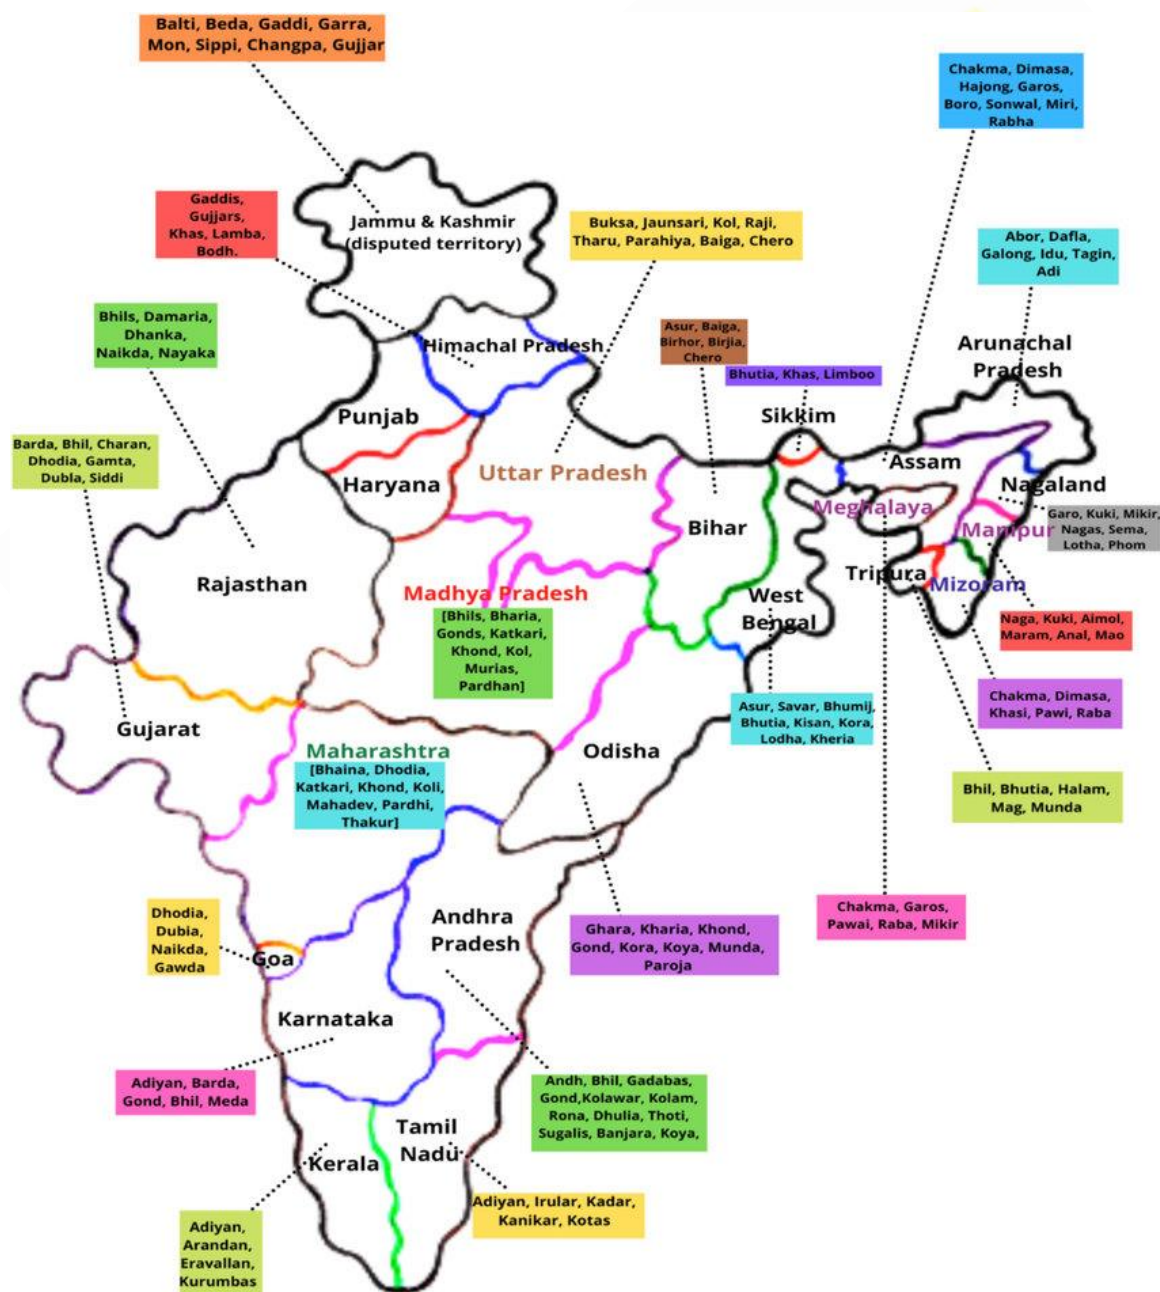 Balti, Beda, Gaddi, Garra,
Mon, Sippi, Changpa, Gujjar
Chakma, Dimasa,
Hajong, Garos,
Boro, Sonwal, Miri,
Rabha
Gaddis,
Gujjars,
Khas, Lamba,
Bodh.
Jammu & Kashmir
(disputed territory)
Buksa, Jaunsari, Kol, Raji,
Tharu, Parahiya, Baiga, Chero
Abor, Dafla,
Galong, Idu, Tagin,
Adi
Bhils, Damaria,
Dhanka,
Naikda, Nayaka
Himachal Pradesh
Asur, Baiga,
Birhor, Birjia,
Chero
Bhutia, Khas, Limboo
Arunachal
Pradesh
Punjab
Sikkim
Barda, Bhil, Charan,
Dhodia, Gamta,
Dubla, Siddi
Haryana
Uttar Pradesh
Assam
Nagaland
Bihar
Meghalaya
Manipur
Garo, Kuki, Mikir,
Nagas, Sema,
Lotha, Phom
Rajasthan
Madhya Pradesh
[Bhils, Bharia,
Gonds, Katkari,
Khond, Kol,
Murias,
Pardhan]
West
Bengal
Tripura
Mizoram
Naga, Kuki, Aimol,
Maram, Anal, Mao
Chakma, Dimasa,
Khasi, Pawi, Raba
Gujarat
Asur, Savar, Bhumij,
Bhutia, Kisan, Kora,
Lodha, Kheria
Maharashtra
[Bhaina, Dhodia,
Katkari, Khond, Koli,
Mahadev, Pardhi,
Thakur]
Odisha
Bhil, Bhutia, Halam,
Mag, Munda
Dhodia,
Dubia,
Naikda,
Gawda
Goa
Andhra
Pradesh
Ghara, Kharia, Khond,
Gond, Kora, Koya, Munda,
Paroja
Chakma, Garos,
Pawai, Raba, Mikir
Karnataka
Adiyan, Barda,
Gond, Bhil, Meda
Andh, Bhil, Gadabas,
Gond,Kolawar, Kolam,
Rona, Dhulia, Thoti,
Sugalis, Banjara, Koya,
Tamil
Nadu
Kerala
Adiyan, Irular, Kadar,
Kanikar, Kotas
Adiyan,
Arandan,
Eravallan,
Kurumbas